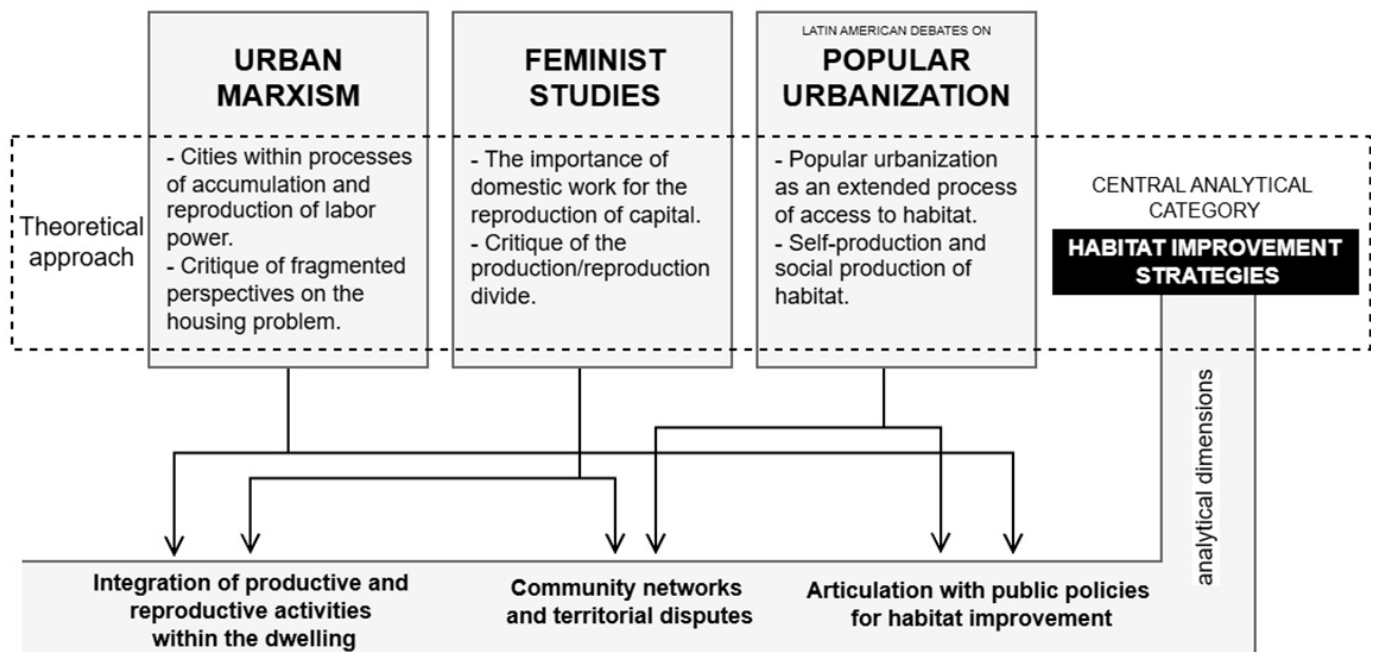 URBAN
MARXISM
FEMINIST
STUDIES
LATIN AMERICAN DEBATES ON
POPULAR
URBANIZATION
Theoretical
approach
- Cities within processes
of accumulation and
reproduction of labor
power.
- Critique of fragmented
perspectives on the
housing problem.
- The importance of
domestic work for the
reproduction of capital.
- Critique of the
production/reproduction
divide.
- Popular urbanization
as an extended process
of access to habitat.
- Self-production and
social production of
habitat.
CENTRAL ANALYTICAL
CATEGORY
HABITAT IMPROVEMENT
STRATEGIES
analytical dimensions
Integration of productive and
reproductive activities
within the dwelling
Community networks
and territorial disputes
Articulation with public policies
for habitat improvement